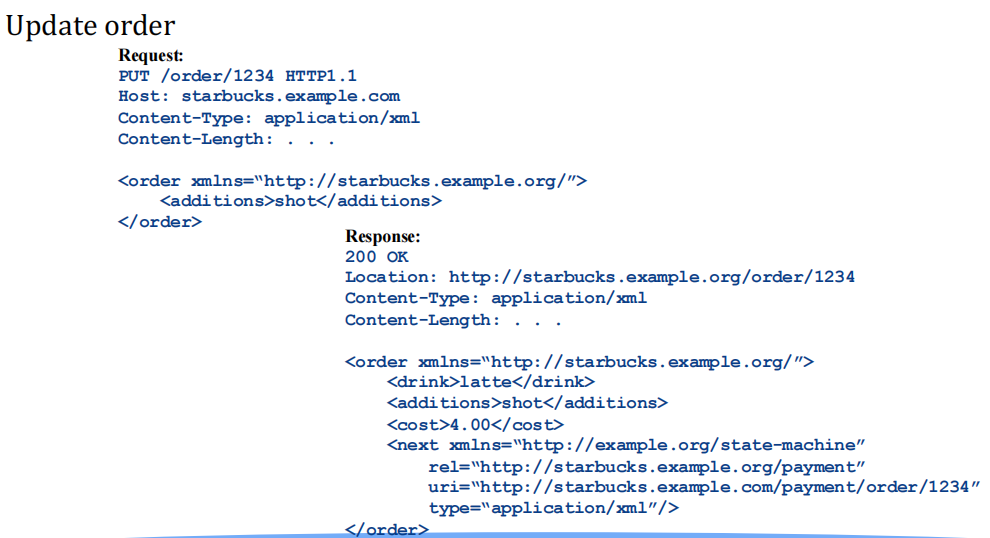 Update order
Request:
PUT /order/1234 HTTP1.1
Host: starbucks.example.com
Content-Type: application/xml
Content-Length: . . .
<order xmlns=“http://starbucks.example.org/”>
<additions>shot</additions>
</order>
Response:
200 OK
Location: http://starbucks.example.org/order/1234
Content-Type: application/xml
Content-Length: . . .
<order xmlns=“http://starbucks.example.org/”>
<drink>latte</drink>
<additions>shot</additions>
<cost>4.00</cost>
<next xmlns=“http://example.org/state-machine”
rel=“http://starbucks.example.org/payment”
uri=“http://starbucks.example.com/payment/order/1234”
type=“application/xml”/>
</order>